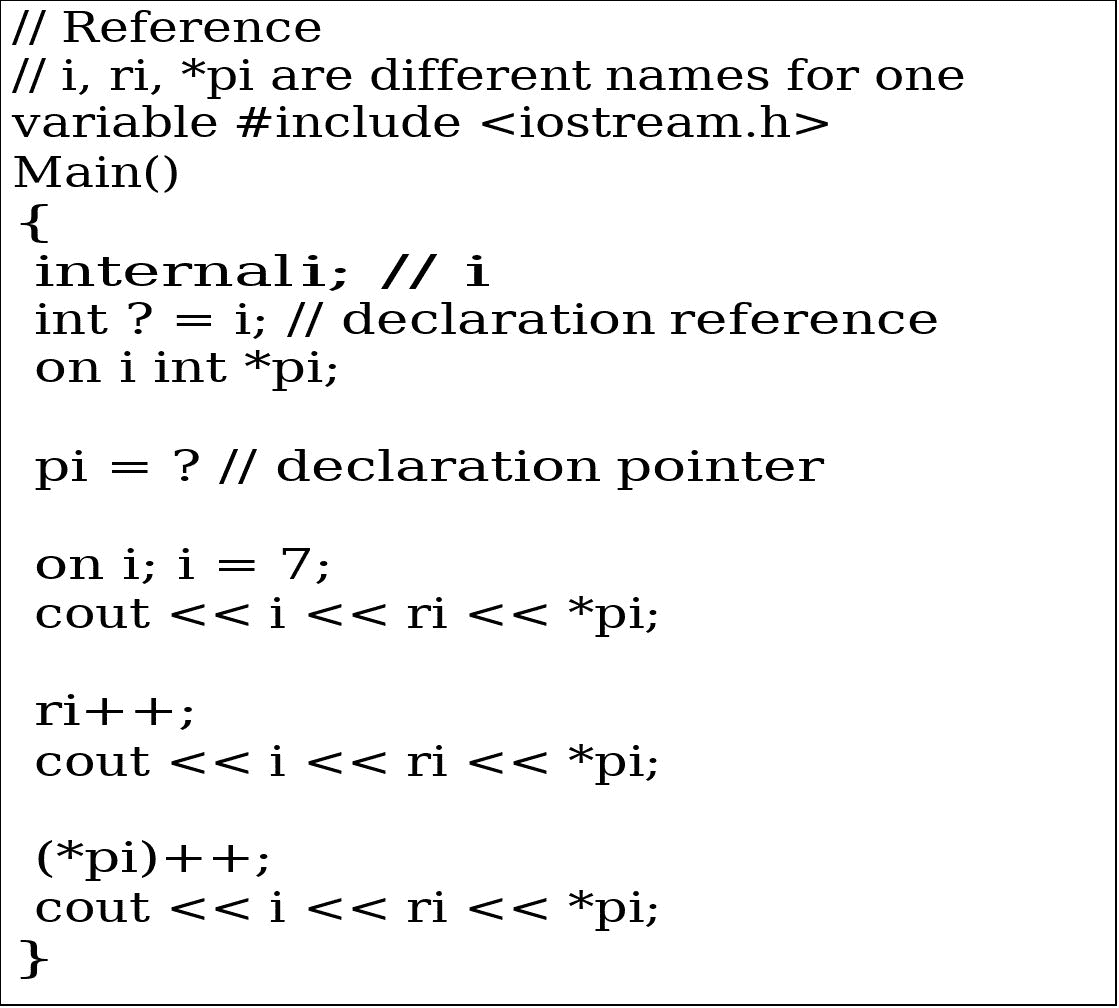 // Reference
// i, ri, *pi are different names for one
variable #include <iostream.h>
Main()
{
internal i; // i
int ? = i; // declaration reference
on i int *pi;
pi = ? // declaration pointer
on i; i = 7;
cout << i << ri << *pi;
ri++;
cout << i << ri << *pi;
(*pi)++;
cout << i << ri << *pi;
}